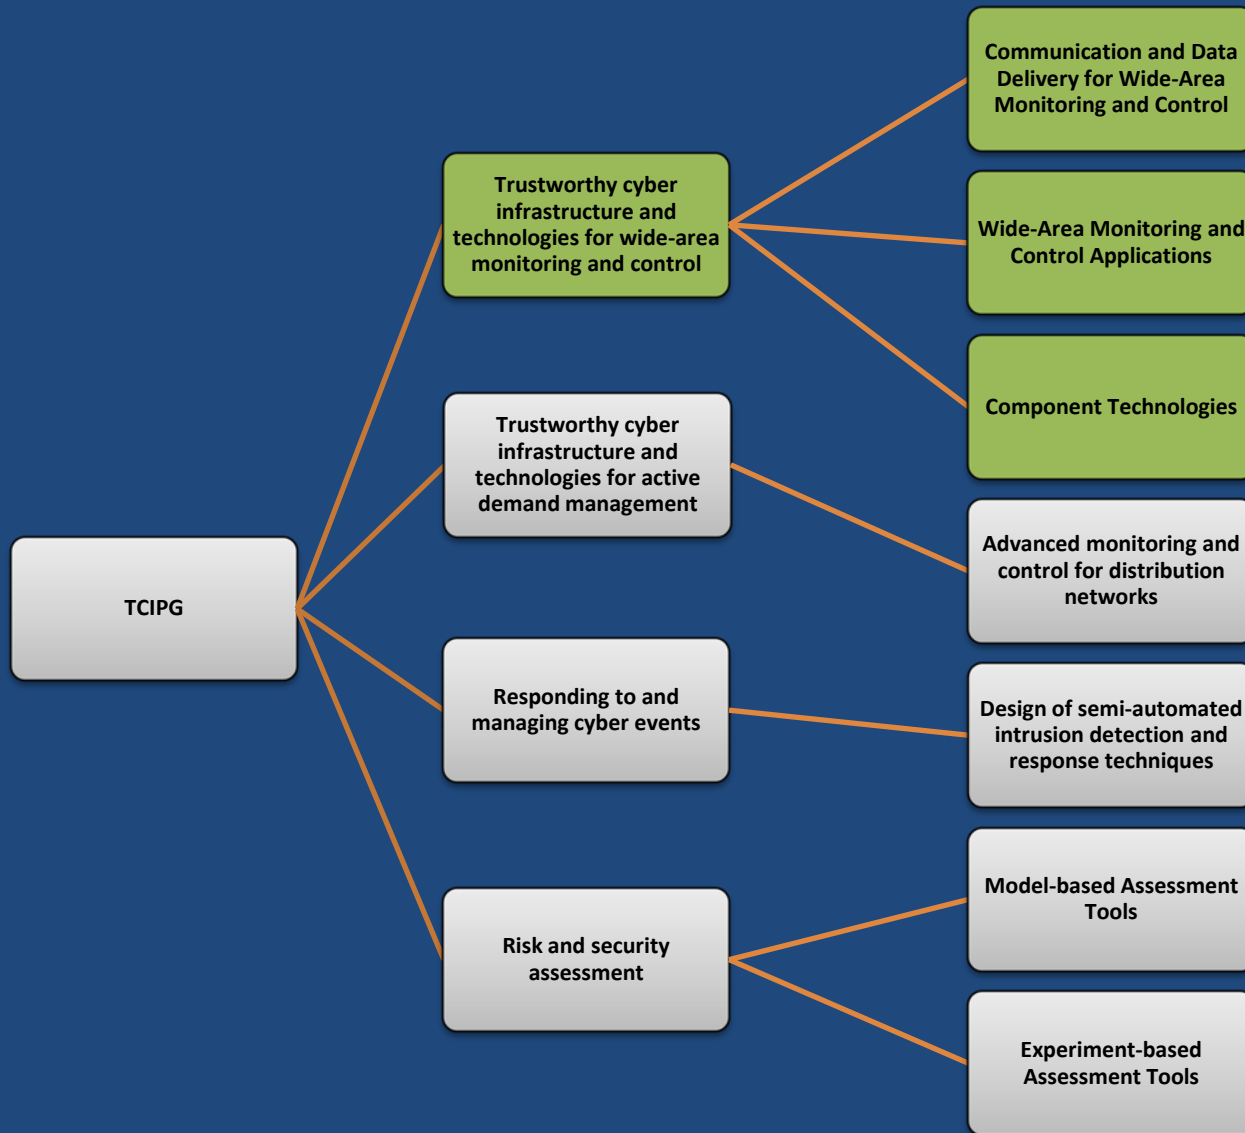 TCIPG
Trustworthy cyber
infrastructure and
technologies for wide-area
monitoring and control
Communication and Data
Delivery for Wide-Area
Monitoring and Control
Wide-Area Monitoring and
Control Applications
Component Technologies
Trustworthy cyber
infrastructure and
technologies for active
demand management
Advanced monitoring and
control for distribution
networks
Responding to and
managing cyber events
Design of semi-automated
intrusion detection and
response techniques
Risk and security
assessment
Model-based Assessment
Tools
Experiment-based
Assessment Tools